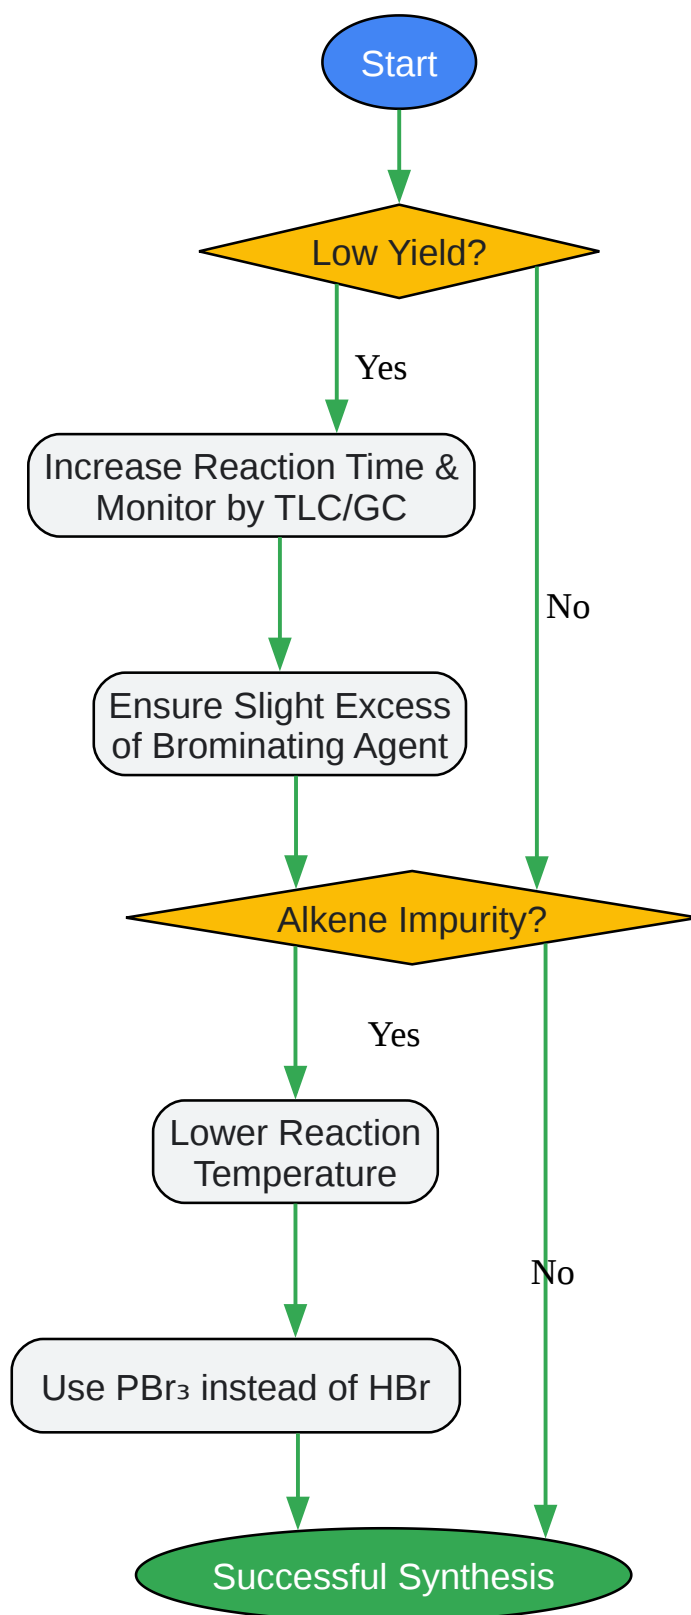 Start
Low Yield?
Yes
Increase Reaction Time &
Monitor by TLC/GC
No
Ensure Slight Excess
of Brominating Agent
Alkene Impurity?
Yes
Lower Reaction
Temperature
No
Use PBr₃ instead of HBr
Successful Synthesis